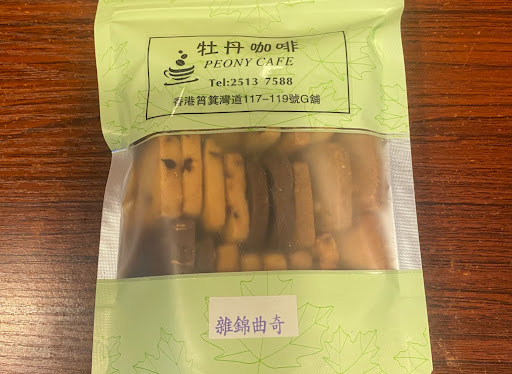 牡丹咖啡
PEONY CAFE
Tel:2513 7588
香港筲箕灣道117-119號G舖
雜錦曲奇